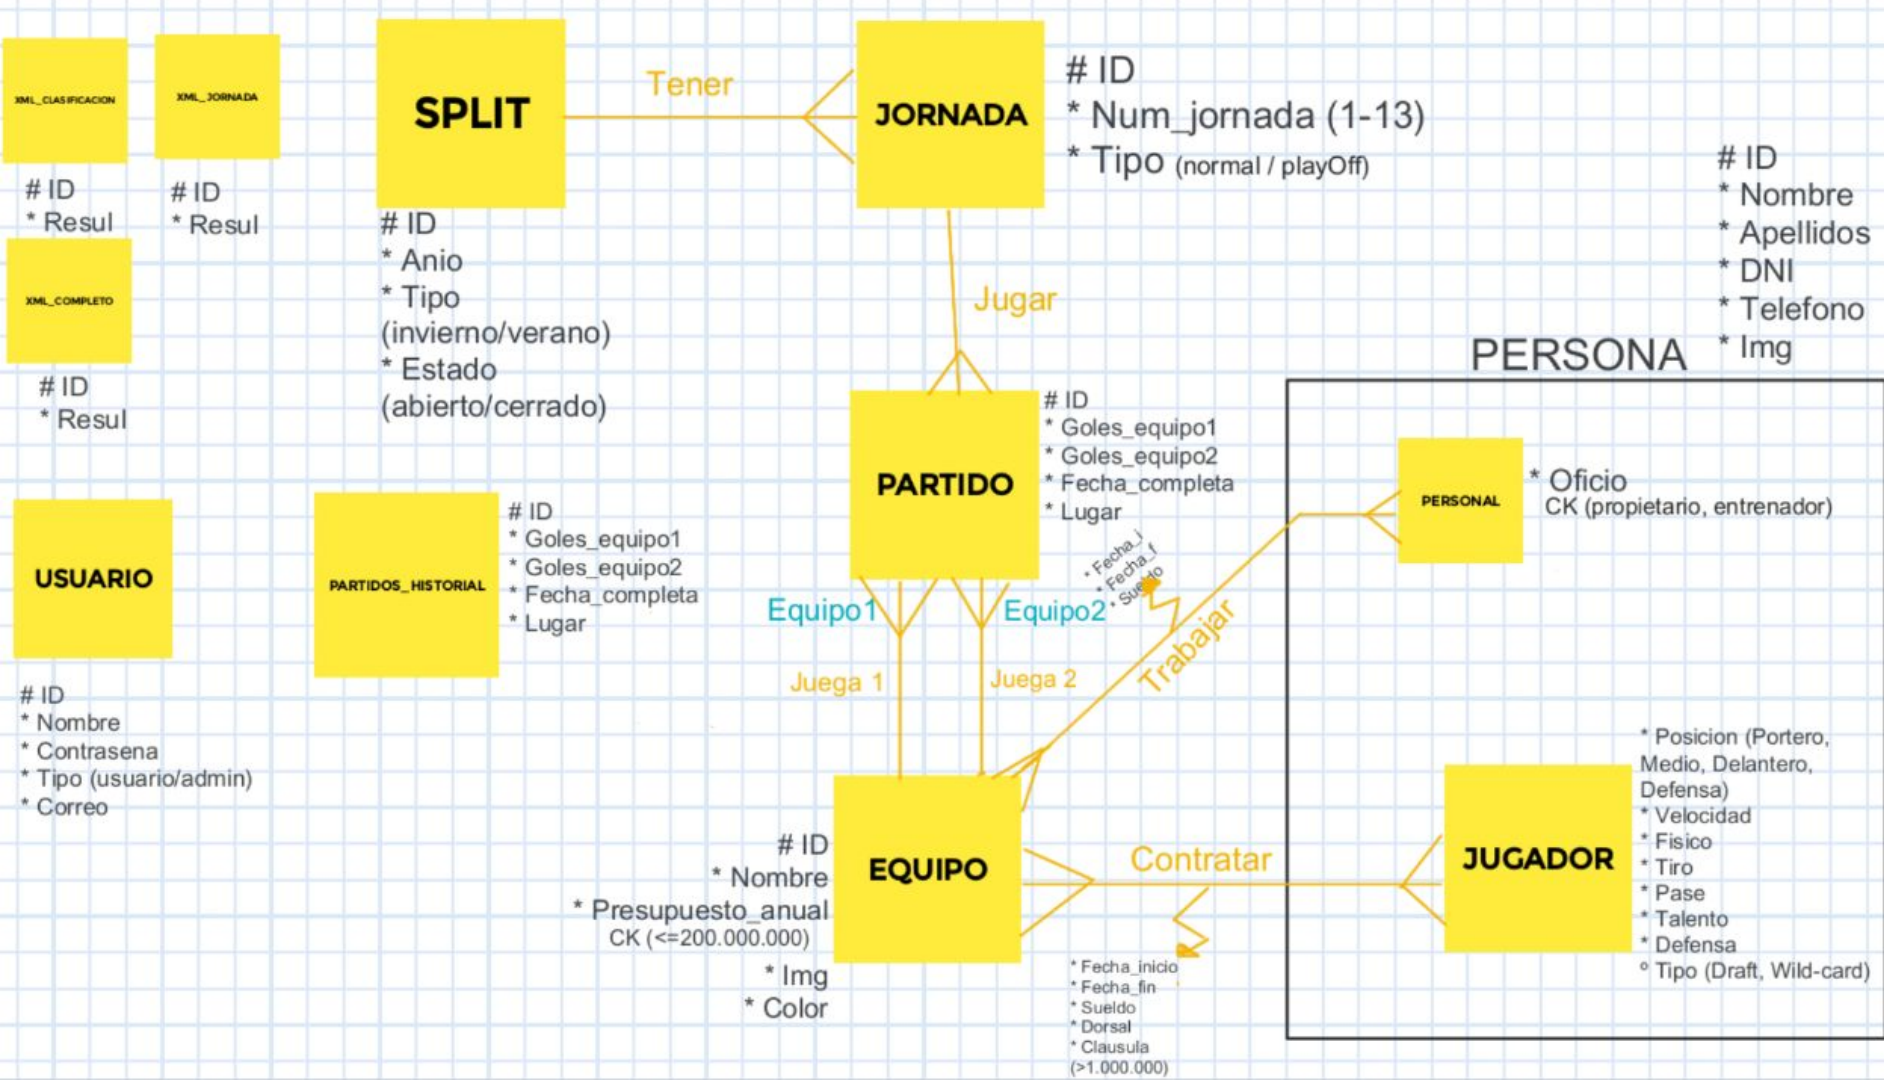 XML_CLASIFICACION
# ID
* Resul
XML_JORNADA
# ID
* Resul
XML_COMPLETO
# ID
* Resul
SPLIT
# ID
* Anio
* Tipo
(invierno/verano)
* Estado
(abierto/cerrado)
Tener
JORNADA
# ID
* Num_jornada (1-13)
* Tipo (normal / playOff)
Jugar
PARTIDO
# ID
* Goles_equipo1
* Goles_equipo2
* Fecha_completa
* Lugar
USUARIO
# ID
* Nombre
* Contrasena
* Tipo (usuario/admin)
* Correo
PARTIDOS_HISTORIAL
# ID
* Goles_equipo1
* Goles_equipo2
* Fecha_completa
* Lugar
Equipo1
Equipo2
Juega 1
Juega 2
* Fecha_i
* Fecha_f
* Sueldo
Trabajar
EQUIPO
# ID
* Nombre
* Presupuesto_anual
CK (<=200.000.000)
* Img
* Color
Contratar
* Fecha_inicio
* Fecha_fin
* Sueldo
* Dorsal
* Clausula
(>1.000.000)
PERSONA
# ID
* Nombre
* Apellidos
* DNI
* Telefono
* Img
PERSONAL
* Oficio
CK (propietario, entrenador)
JUGADOR
* Posicion (Portero,
Medio, Delantero,
Defensa)
* Velocidad
* Fisico
* Tiro
* Pase
* Talento
* Defensa
º Tipo (Draft, Wild-card)